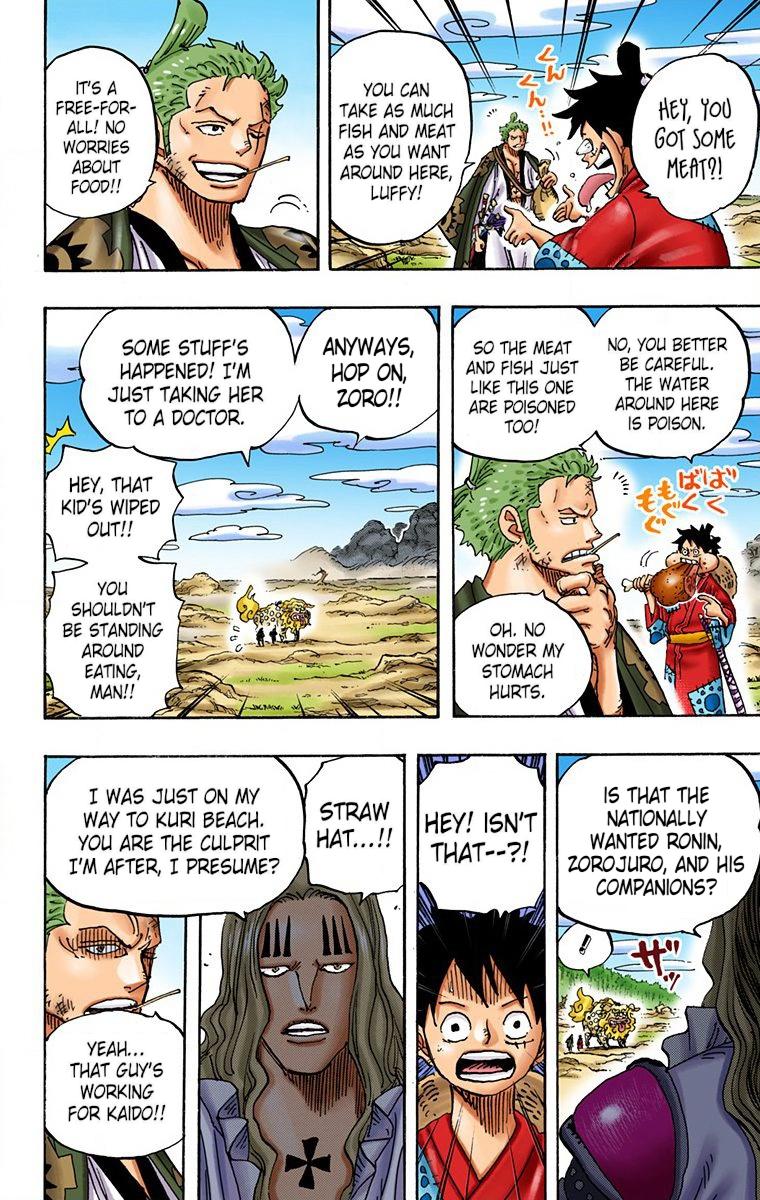 HEY, YOU
GOT SOME
MEAT?!
くん
くん…!!
YOU CAN
TAKE AS MUCH
FISH AND MEAT
AS YOU WANT
AROUND HERE,
LUFFY!
IT'S A
FREE-FOR-
ALL! NO
WORRIES
ABOUT
FOOD!!
NO, YOU BETTER
BE CAREFUL.
THE WATER
AROUND HERE
IS POISON.
SO THE MEAT
AND FISH JUST
LIKE THIS ONE
ARE POISONED
TOO!
ばく
ばく
もぐ
もぐ
OH. NO
WONDER MY
STOMACH
HURTS.
ANYWAYS,
HOP ON,
ZORO!!
SOME STUFF'S
HAPPENED! I'M
JUST TAKING HER
TO A DOCTOR.
HEY, THAT
KID'S WIPED
OUT!!
YOU
SHOULDN'T
BE STANDING
AROUND
EATING,
MAN!!
IS THAT THE
NATIONALLY
WANTED RONIN,
ZOROJURO, AND HIS
COMPANIONS?
!
ザッ
HEY! ISN'T
THAT--?!
STRAW
HAT...!!
I WAS JUST ON MY
WAY TO KURI BEACH.
YOU ARE THE CULPRIT
I'M AFTER, I PRESUME?
YEAH...
THAT GUY'S
WORKING
FOR KAIDO!!